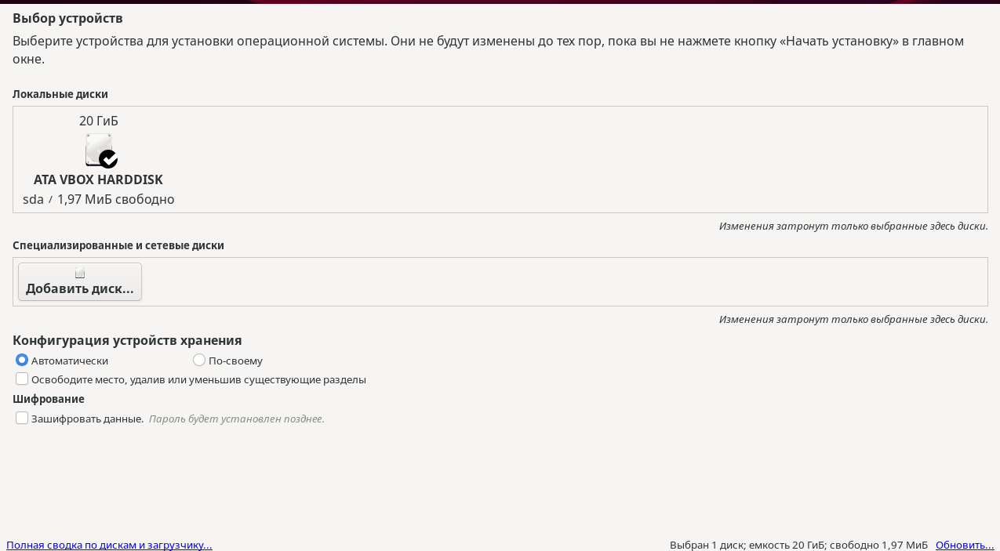 Выбор устройств
Выберите устройства для установки операционной системы. Они не будут изменены до тех пор, пока вы не нажмете кнопку «Начать установку» в главном
окне.
Локальные диски
20 ГиБ
ATA VBOX HARDDISK
sda / 1,97 МиБ свободно
Изменения затронут только выбранные здесь диски.
Специализированные и сетевые диски
Добавить диск...
Изменения затронут только выбранные здесь диски.
Конфигурация устройств хранения
Автоматически По-своему
Освободите место, удалив или уменьшив существующие разделы
Шифрование
Зашифровать данные. Пароль будет установлен позднее.
Полная сводка по дискам и загрузчику... Выбран 1 диск; емкость 20 ГиБ; свободно 1,97 МиБ Обновить...